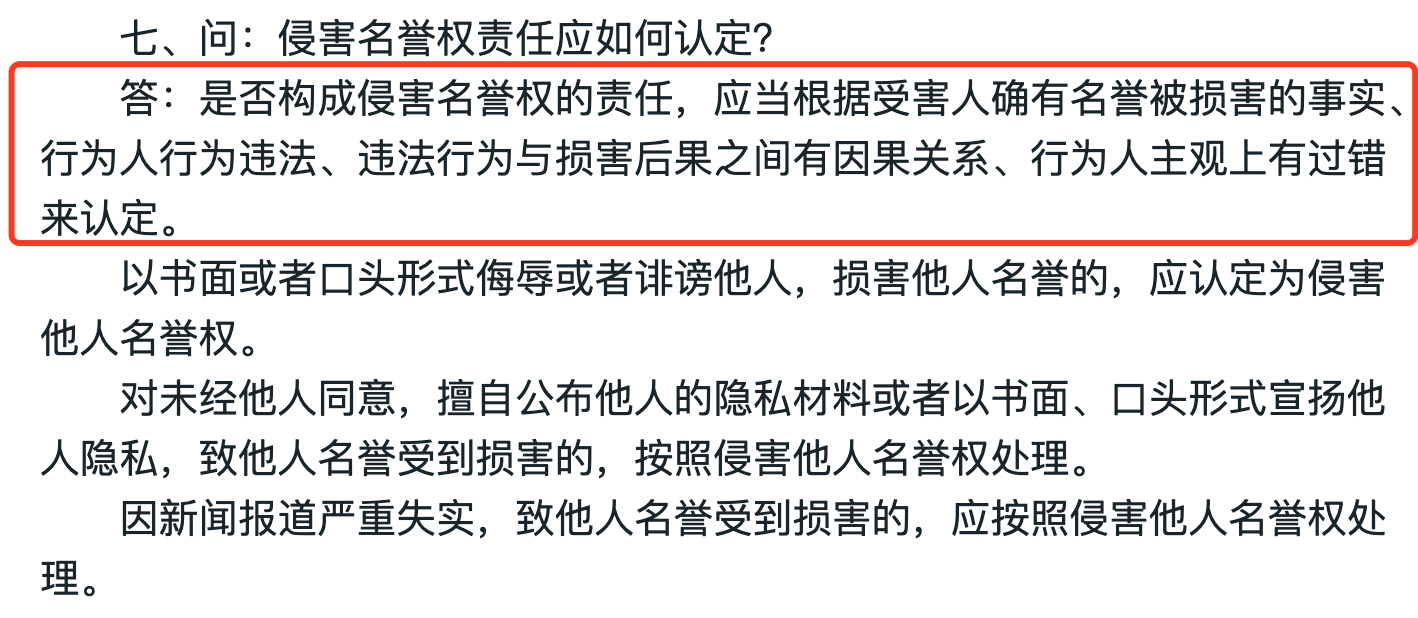 七、问：侵害名誉权责任应如何认定？
答：是否构成侵害名誉权的责任，应当根据受害人确有名誉被损害的事实、
行为人行为违法、违法行为与损害后果之间有因果关系、行为人主观上有过错
来认定。
以书面或者口头形式侮辱或者诽谤他人，损害他人名誉的，应认定为侵害
他人名誉权。
对未经他人同意，擅自公布他人的隐私材料或者以书面、口头形式宣扬他
人隐私，致他人名誉受到损害的，按照侵害他人名誉权处理。
因新闻报道严重失实，致他人名誉受到损害的，应按照侵害他人名誉权处
理。